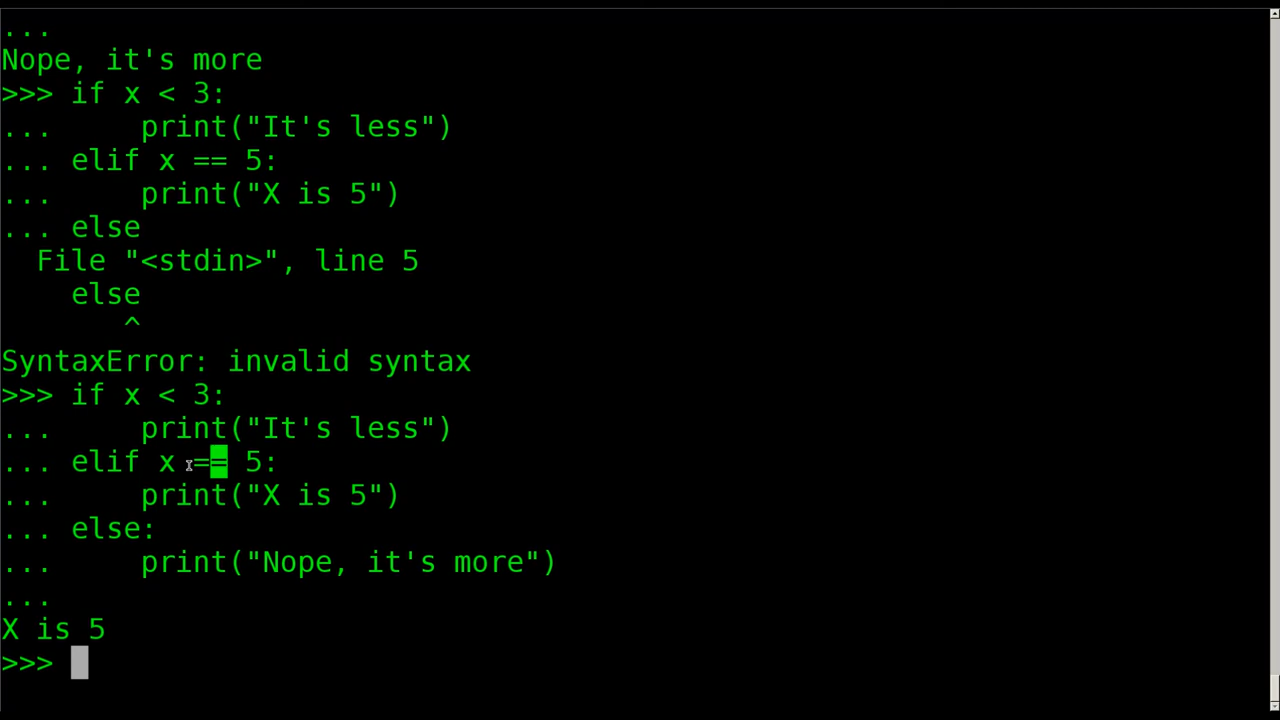 ...
Nope, it's more
>>> if x < 3:
...     print("It's less")
... elif x == 5:
...     print("X is 5")
... else
  File "<stdin>", line 5
    else
       ^
SyntaxError: invalid syntax
>>> if x < 3:
...     print("It's less")
... elif x == 5:
...     print("X is 5")
... else:
...     print("Nope, it's more")
...
X is 5
>>>